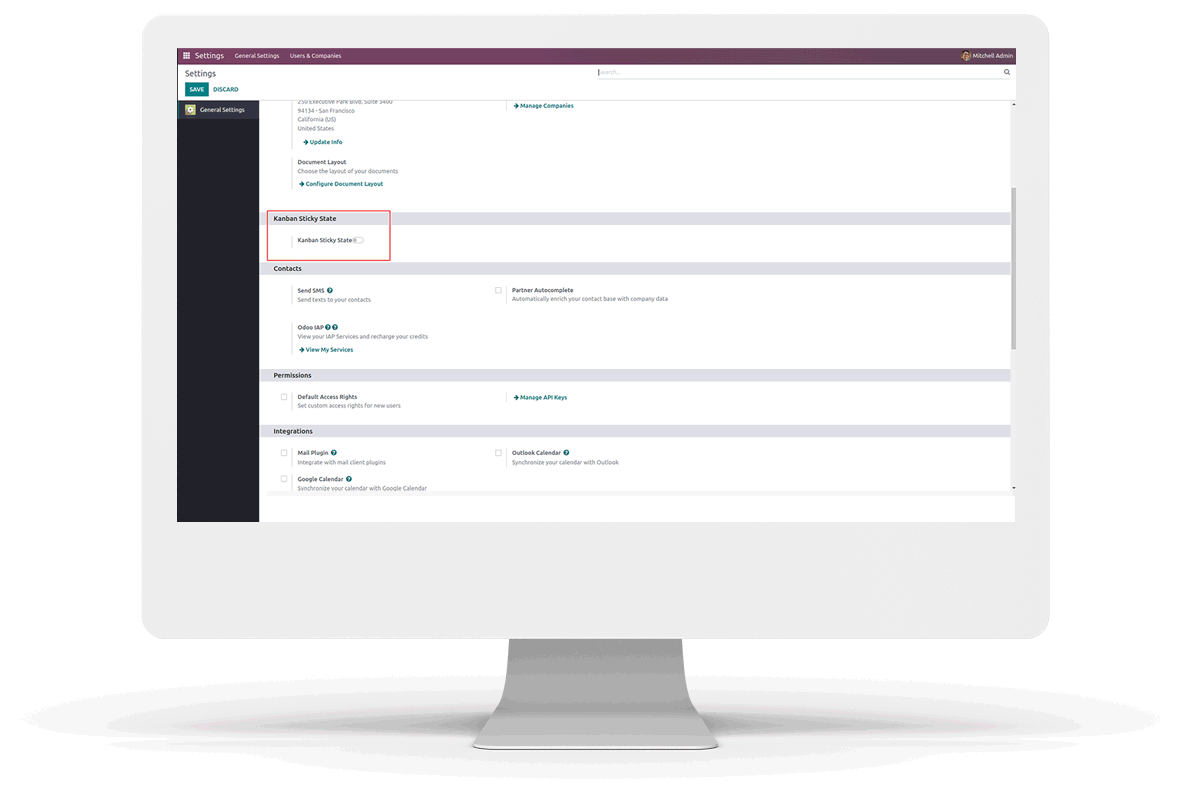 Settings General Settings Users & Companies Mitchell Admin
Settings
Search...
SAVE DISCARD
General Settings
250 Executive Park Blvd, Suite 3400
94134 - San Francisco
California (US)
United States
Update Info
Manage Companies
Document Layout
Choose the layout of your documents
Configure Document Layout
Kanban Sticky State
Kanban Sticky State
Contacts
Send SMS
Send texts to your contacts
Partner Autocomplete
Automatically enrich your contact base with company data
Odoo IAP
View your IAP Services and recharge your credits
View My Services
Permissions
Default Access Rights
Set custom access rights for new users
Manage API Keys
Integrations
Mail Plugin
Integrate with mail client plugins
Outlook Calendar
Synchronize your calendar with Outlook
Google Calendar
Synchronize your calendar with Google Calendar